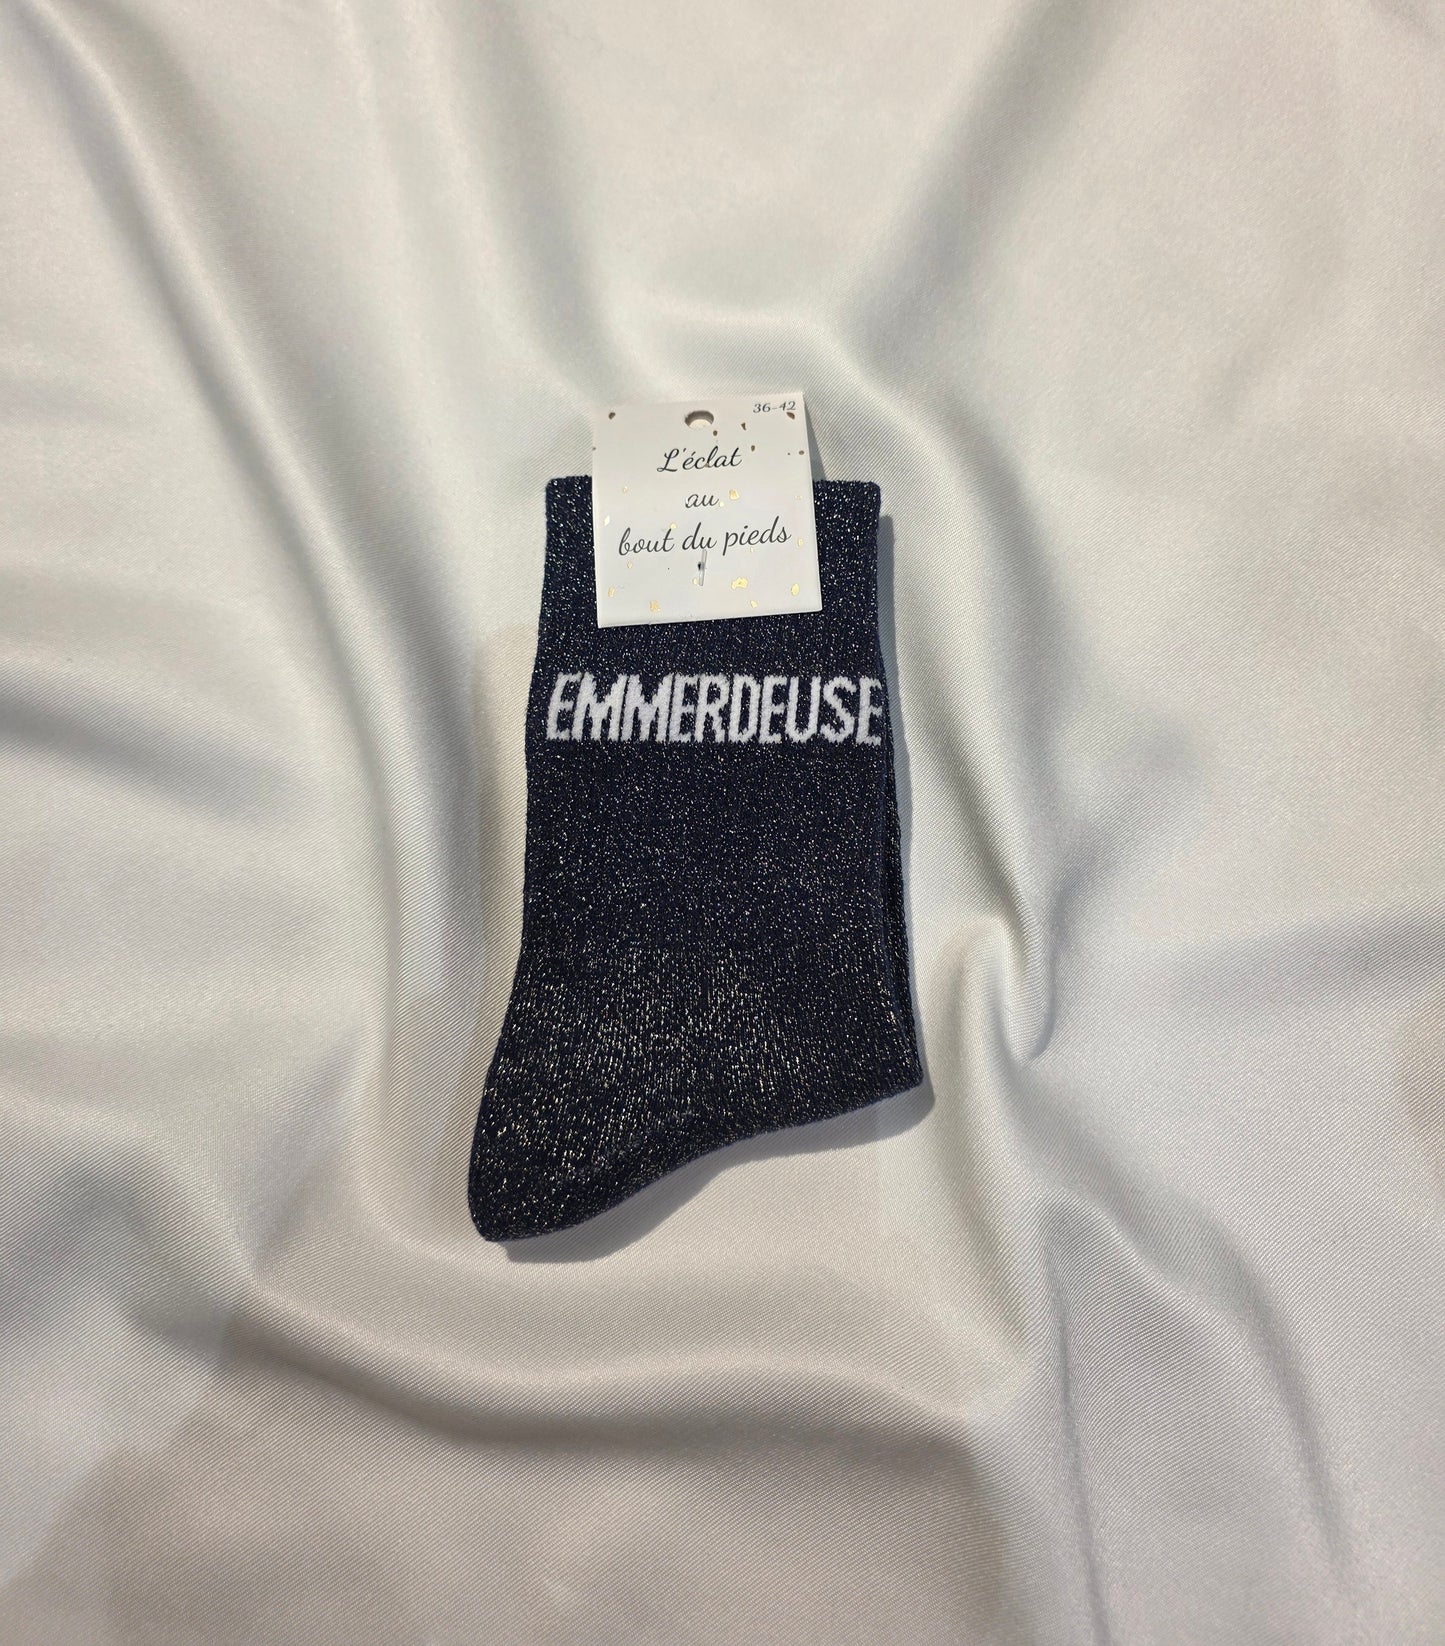 36-42
L'éclat
au
bout du pieds
EMMERDEUSE